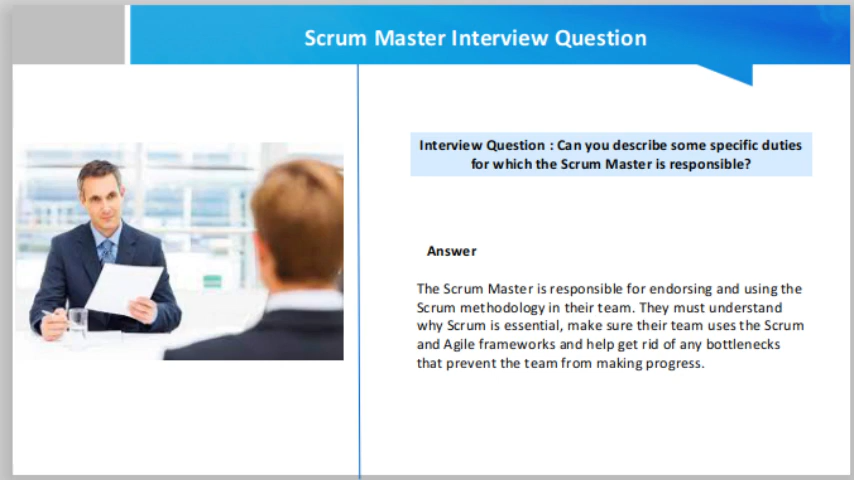 Scrum Master Interview Question
Interview Question : Can you describe some specific duties
for which the Scrum Master is responsible?
Answer
The Scrum Master is responsible for endorsing and using the
Scrum methodology in their team. They must understand
why Scrum is essential, make sure their team uses the Scrum
and Agile frameworks and help get rid of any bottlenecks
that prevent the team from making progress.